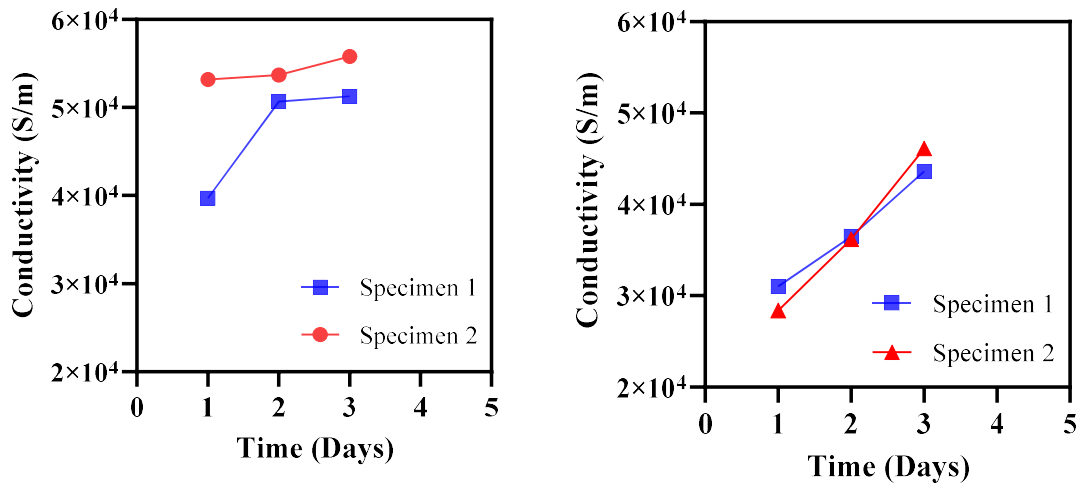 Conductivity (S/m)
6×10⁴
5×10⁴
4×10⁴
3×10⁴
2×10⁴
Specimen 1
Specimen 2
0 1 2 3 4 5
Time (Days)
Conductivity (S/m)
6×10⁴
5×10⁴
4×10⁴
3×10⁴
2×10⁴
Specimen 1
Specimen 2
0 1 2 3 4 5
Time (Days)